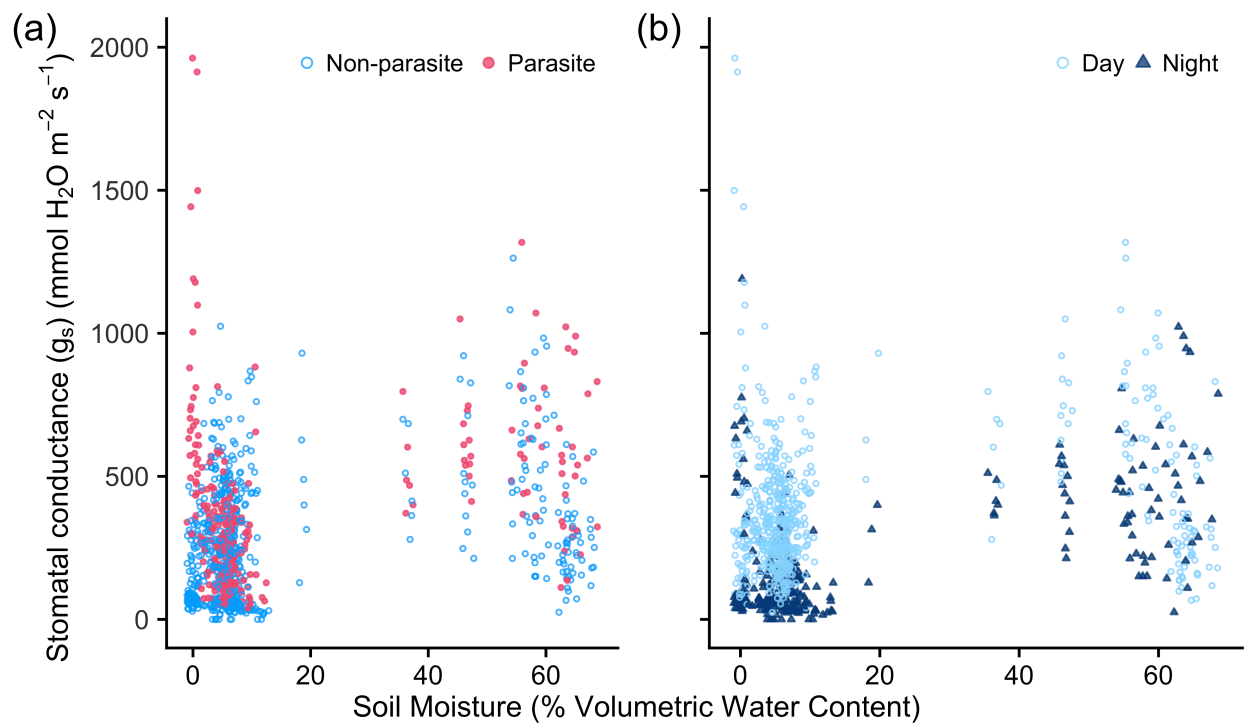 (a)
(b)
Non-parasite Parasite
Day Night
Stomatal conductance (gₛ) (mmol H₂O m⁻² s⁻¹)
2000
1500
1000
500
0
0 20 40 60
0 20 40 60
Soil Moisture (% Volumetric Water Content)